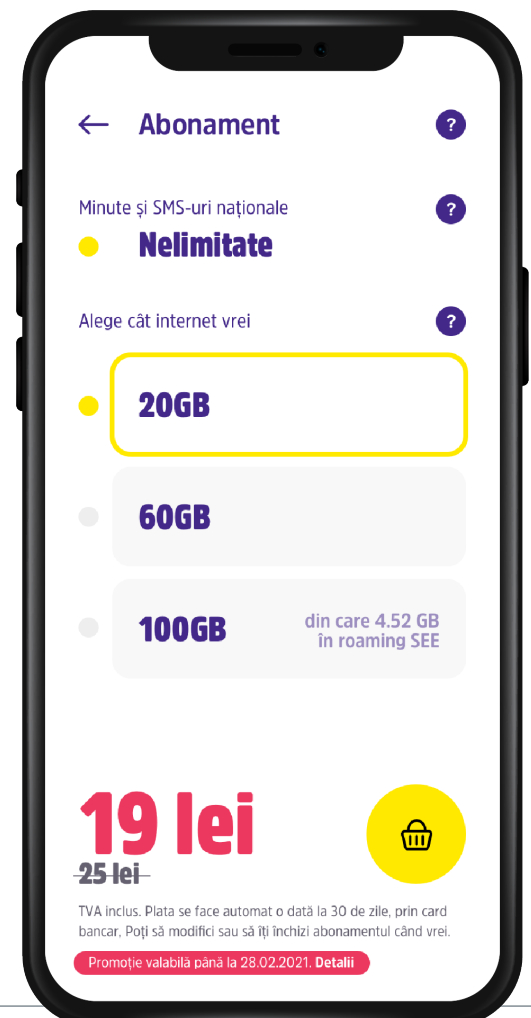 Abonament
?
Minute și SMS-uri naționale
?
Nelimitate
Alege cât internet vrei
?
20GB
60GB
100GB
din care 4.52 GB
în roaming SEE
19 lei
25 lei
TVA inclus. Plata se face automat o dată la 30 de zile, prin card
bancar, Poți să modifici sau să îți închizi abonamentul când vrei.
Promoție valabilă până la 28.02.2021. Detalii